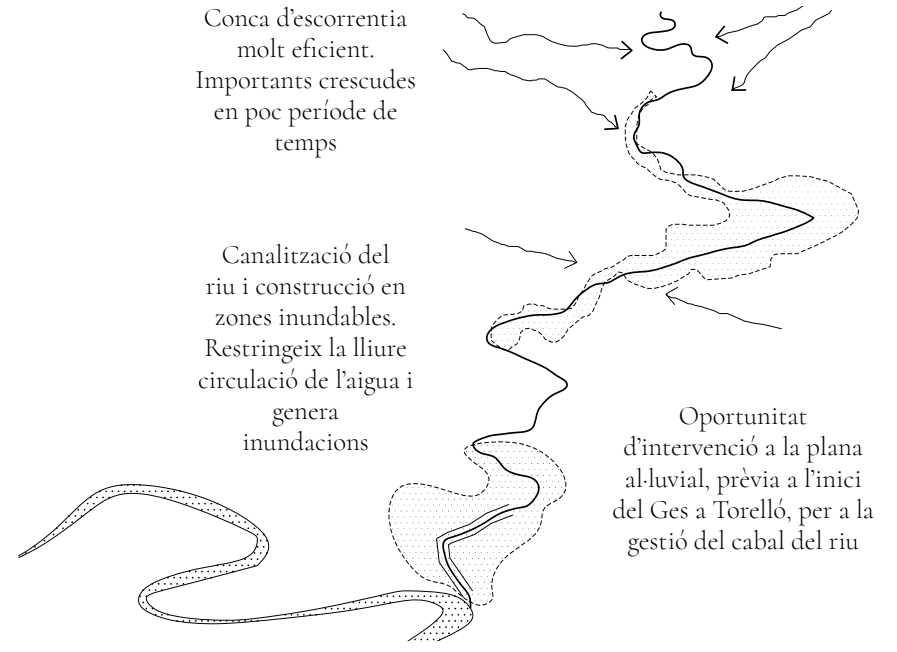 Conca d’escorrentia
molt eficient.
Importants crescudes
en poc període de
temps
Canalització del
riu i construcció en
zones inundables.
Restringeix la lliure
circulació de l’aigua i
genera
inundacions
Oportunitat
d’intervenció a la plana
al·luvial, prèvia a l’inici
del Ges a Torelló, per a la
gestió del cabal del riu